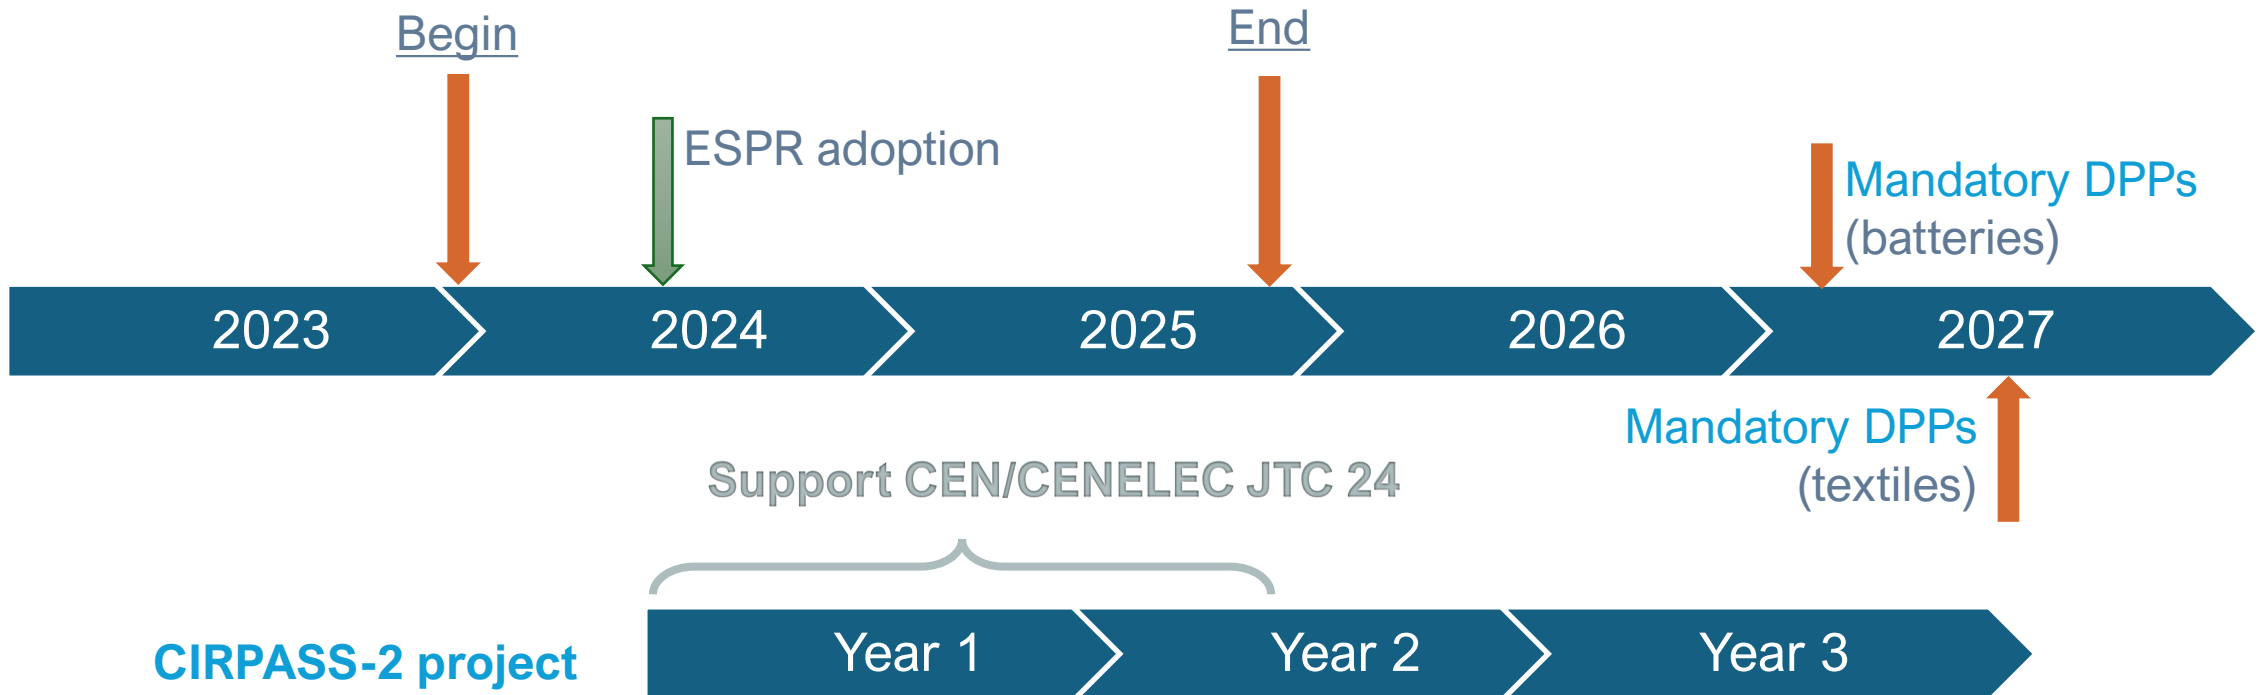 Begin
End
ESPR adoption
Mandatory DPPs
(batteries)
2023
2024
2025
2026
2027
Mandatory DPPs
(textiles)
Support CEN/CENELEC JTC 24
CIRPASS-2 project
Year 1
Year 2
Year 3